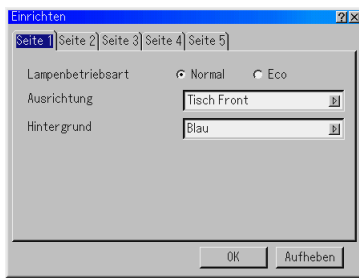 Einrichten
Seite 1 Seite 2 Seite 3 Seite 4 Seite 5
Lampenbetriebsart Normal Eco
Ausrichtung Tisch Front
Hintergrund Blau
OK Aufheben